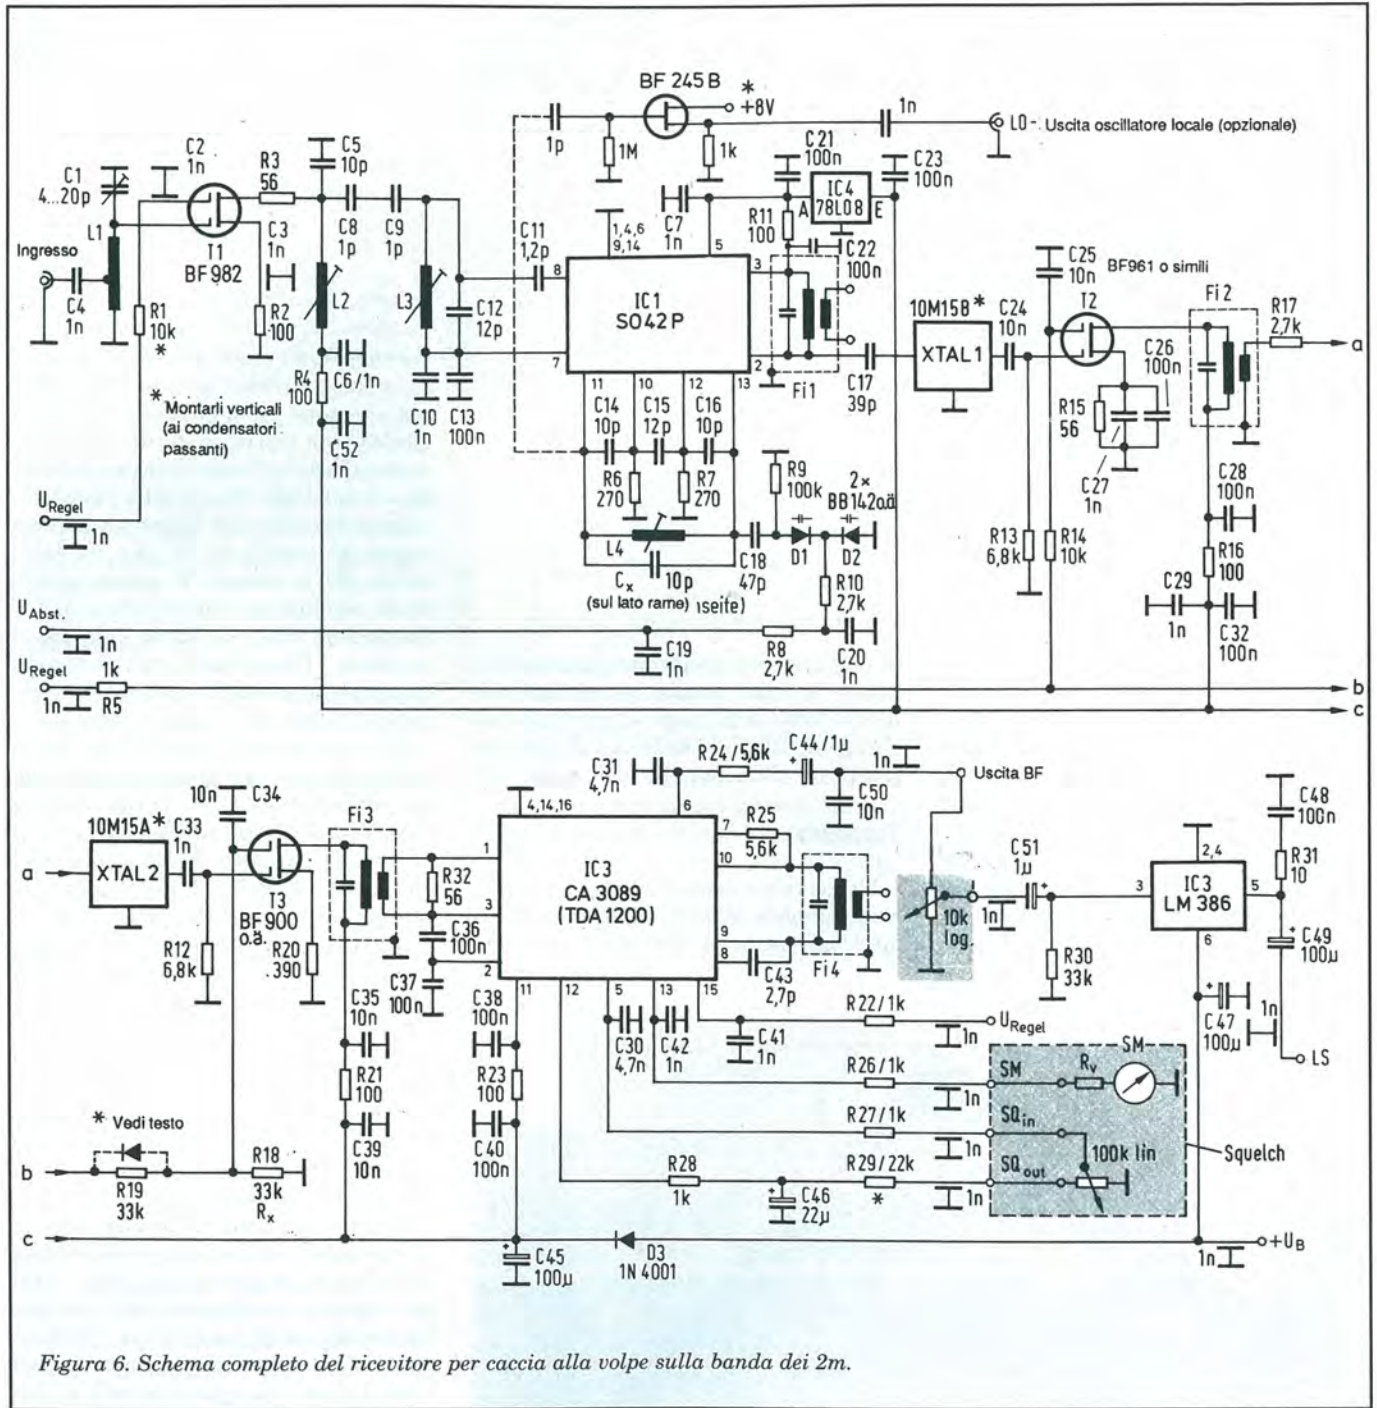 BF 245 B
*
+8V
1n
LO- Uscita oscillatore locale (opzionale)
1p
1M
1k
C1
4...20p
C2
1n
R3
56
C5
10p
C21
100n
C23
100n
IC4
78L08
A
E
C7
1n
R11
100
C22
100n
L1
Ingresso
C4
1n
T1
BF 982
C3
1n
R1
10k
*
R2
100
C8
1p
C9
1p
L2
L3
C11
1,2p
C12
12p
1,4,6
9,14
5
8
3
IC1
SO42P
7
2
11
10
12
13
Fi1
C17
39p
10M15B*
XTAL1
C24
10n
C25
10n
BF961 o simili
T2
Fi2
R17
2,7k
a
C26
100n
R15
56
C27
1n
R4
100
C6/1n
C52
1n
C10
1n
C13
100n
* Montarli verticali
(ai condensatori
passanti)
C14
10p
C15
12p
C16
10p
R6
270
R7
270
R9
100k
2×
BB142o.ä
D1
D2
L4
Cx
10p
(sul lato rame)
seite)
C18
47p
R10
2,7k
R13
6,8k
R14
10k
C28
100n
R16
100
C29
1n
C32
100n
URegel
1n
UAbst.
1n
C19
1n
R8
2,7k
C20
1n
URegel
1n
1k
R5
b
c
10n
C34
10M15A*
C33
1n
a
XTAL2
T3
BF 900
o.ä.
R12
6,8k
R20
390
Fi3
R32
56
C36
100n
C37
100n
C31
4,7n
R24/5,6k
C44/1µ
1n
Uscita BF
C50
10n
4,14,16
6
7
R25
5,6k
10
1
3
2
IC3
CA 3089
(TDA 1200)
9
8
C43
2,7p
Fi4
10k
log.
1n
C51
1µ
R30
33k
2,4
3
IC3
LM 386
5
6
C48
100n
R31
10
C49
100µ
C47
100µ
1n
LS
11
12
5
13
15
C35
10n
C38
100n
C30
4,7n
C42
1n
C41
1n
R22/1k
1n
URegel
R21
100
R23
100
R26/1k
1n
SM
Rv
SM
R27/1k
1n
SQin
100k lin
Squelch
* Vedi testo
C39
10n
C40
100n
R28
1k
R29/22k
*
1n
SQout
C46
22µ
b
R19
33k
R18
33k
Rx
c
C45
100µ
D3
1N 4001
1n
+UB
Figura 6. Schema completo del ricevitore per caccia alla volpe sulla banda dei 2m.